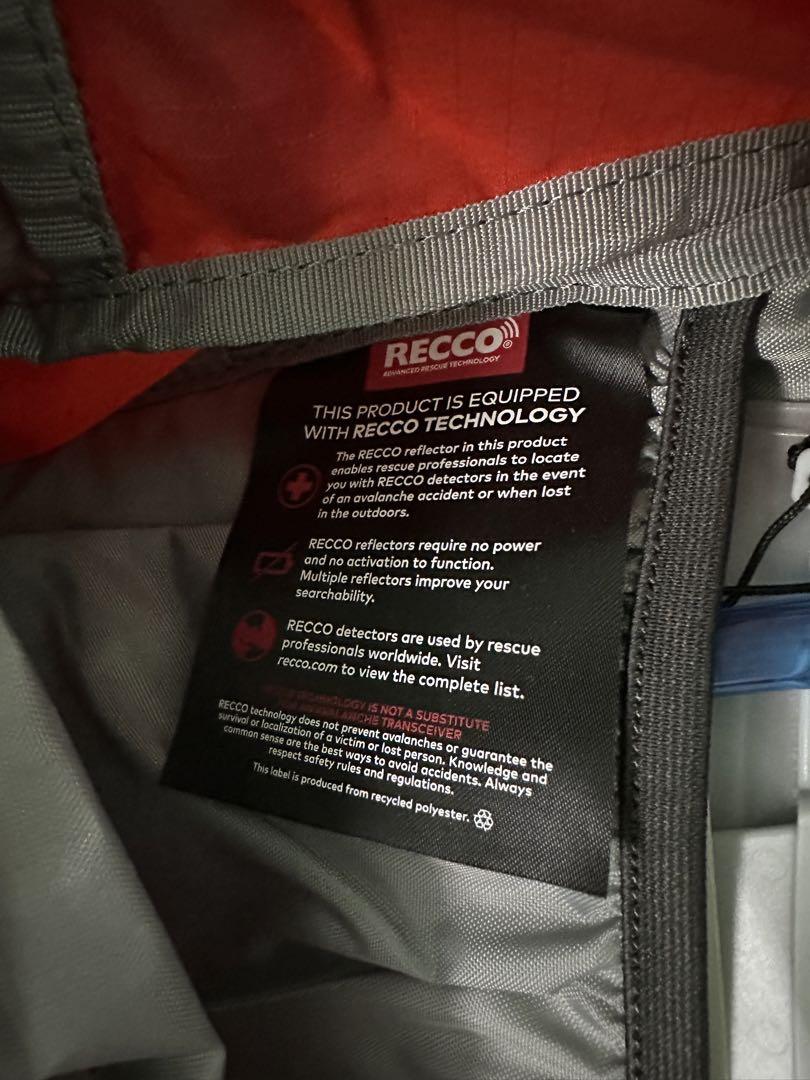 RECCO®
ADVANCED RESCUE TECHNOLOGY
THIS PRODUCT IS EQUIPPED
WITH RECCO TECHNOLOGY
The RECCO reflector in this product
enables rescue professionals to locate
you with RECCO detectors in the event
of an avalanche accident or when lost
in the outdoors.
RECCO reflectors require no power
and no activation to function.
Multiple reflectors improve your
searchability.
RECCO detectors are used by rescue
professionals worldwide. Visit
recco.com to view the complete list.
TECHNOLOGY IS NOT A SUBSTITUTE
AVALANCHE TRANSCEIVER
RECCO technology does not prevent avalanches or guarantee the
survival or localization of a victim or lost person. Knowledge and
common sense are the best ways to avoid accidents. Always
respect safety rules and regulations.
This label is produced from recycled polyester.